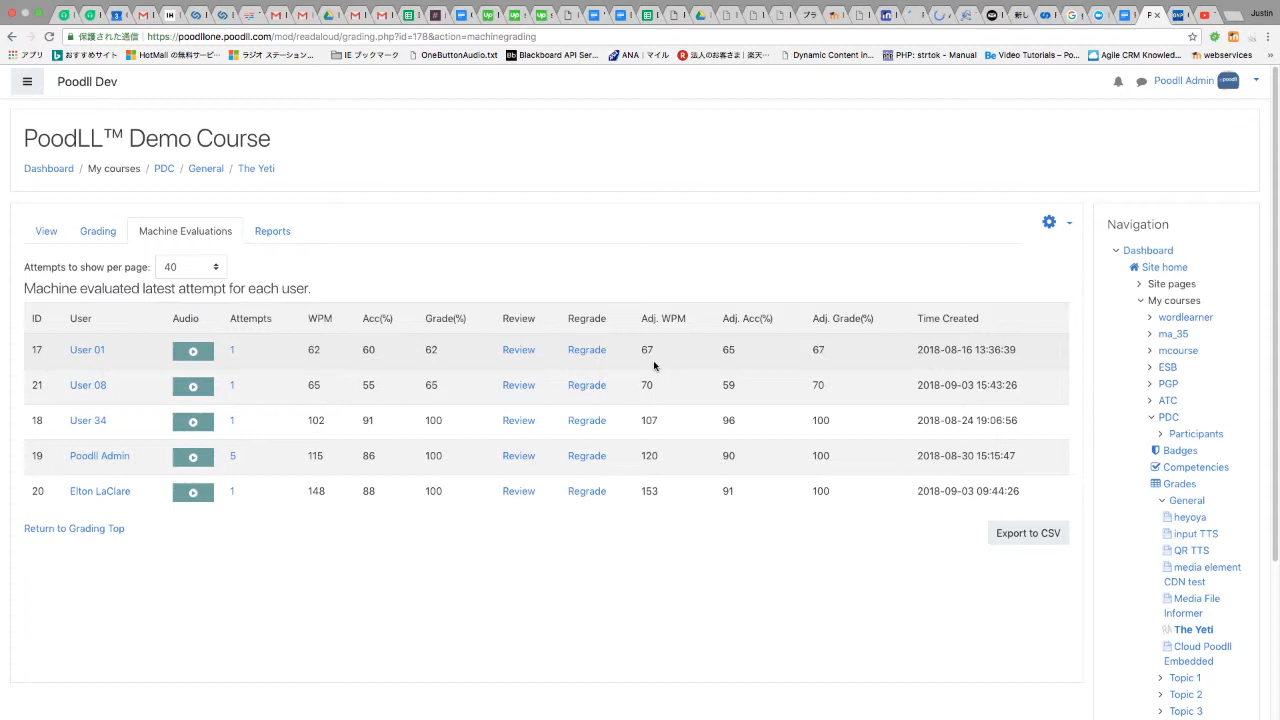 Justin
保護された通信 | https://poodllone.poodll.com/mod/readaloud/grading.php?id=178&action=machinegrading
アプリ おすすめサイト HotMail の無料サービ… ラジオ ステーション… IE ブックマーク OneButtonAudio.txt Blackboard API Ser… ANA | マイル 法人のお客さま | 楽天… Dynamic Content in… PHP: strtok - Manual Video Tutorials – Po… Agile CRM Knowled… webservices »
Poodll Dev
Poodll Admin
PoodLL™ Demo Course
Dashboard / My courses / PDC / General / The Yeti
View Grading Machine Evaluations Reports
Attempts to show per page: 40
Machine evaluated latest attempt for each user.
ID User Audio Attempts WPM Acc(%) Grade(%) Review Regrade Adj. WPM Adj. Acc(%) Adj. Grade(%) Time Created
17 User 01 1 62 60 62 Review Regrade 67 65 67 2018-08-16 13:36:39
21 User 08 1 65 55 65 Review Regrade 70 59 70 2018-09-03 15:43:26
18 User 34 1 102 91 100 Review Regrade 107 96 100 2018-08-24 19:06:56
19 Poodll Admin 5 115 86 100 Review Regrade 120 90 100 2018-08-30 15:15:47
20 Elton LaClare 1 148 88 100 Review Regrade 153 91 100 2018-09-03 09:44:26
Return to Grading Top
Export to CSV
Navigation
Dashboard
Site home
Site pages
My courses
wordlearner
ma_35
mcourse
ESB
PGP
ATC
PDC
Participants
Badges
Competencies
Grades
General
heyoya
input TTS
QR TTS
media element
CDN test
Media File
Informer
The Yeti
Cloud Poodll
Embedded
Topic 1
Topic 2
Topic 3